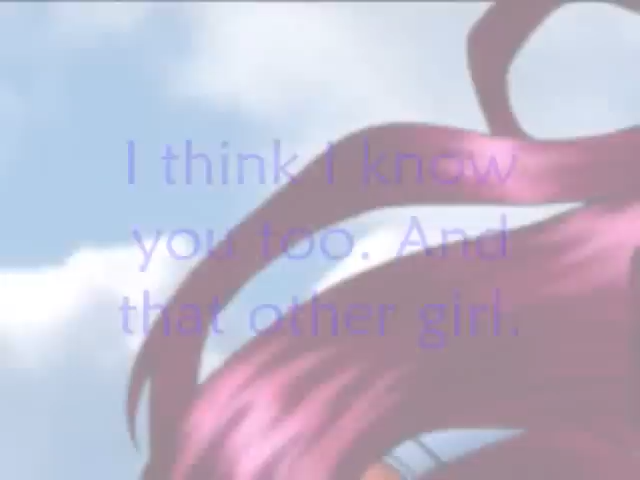 I think I know
you too. And
that other girl.